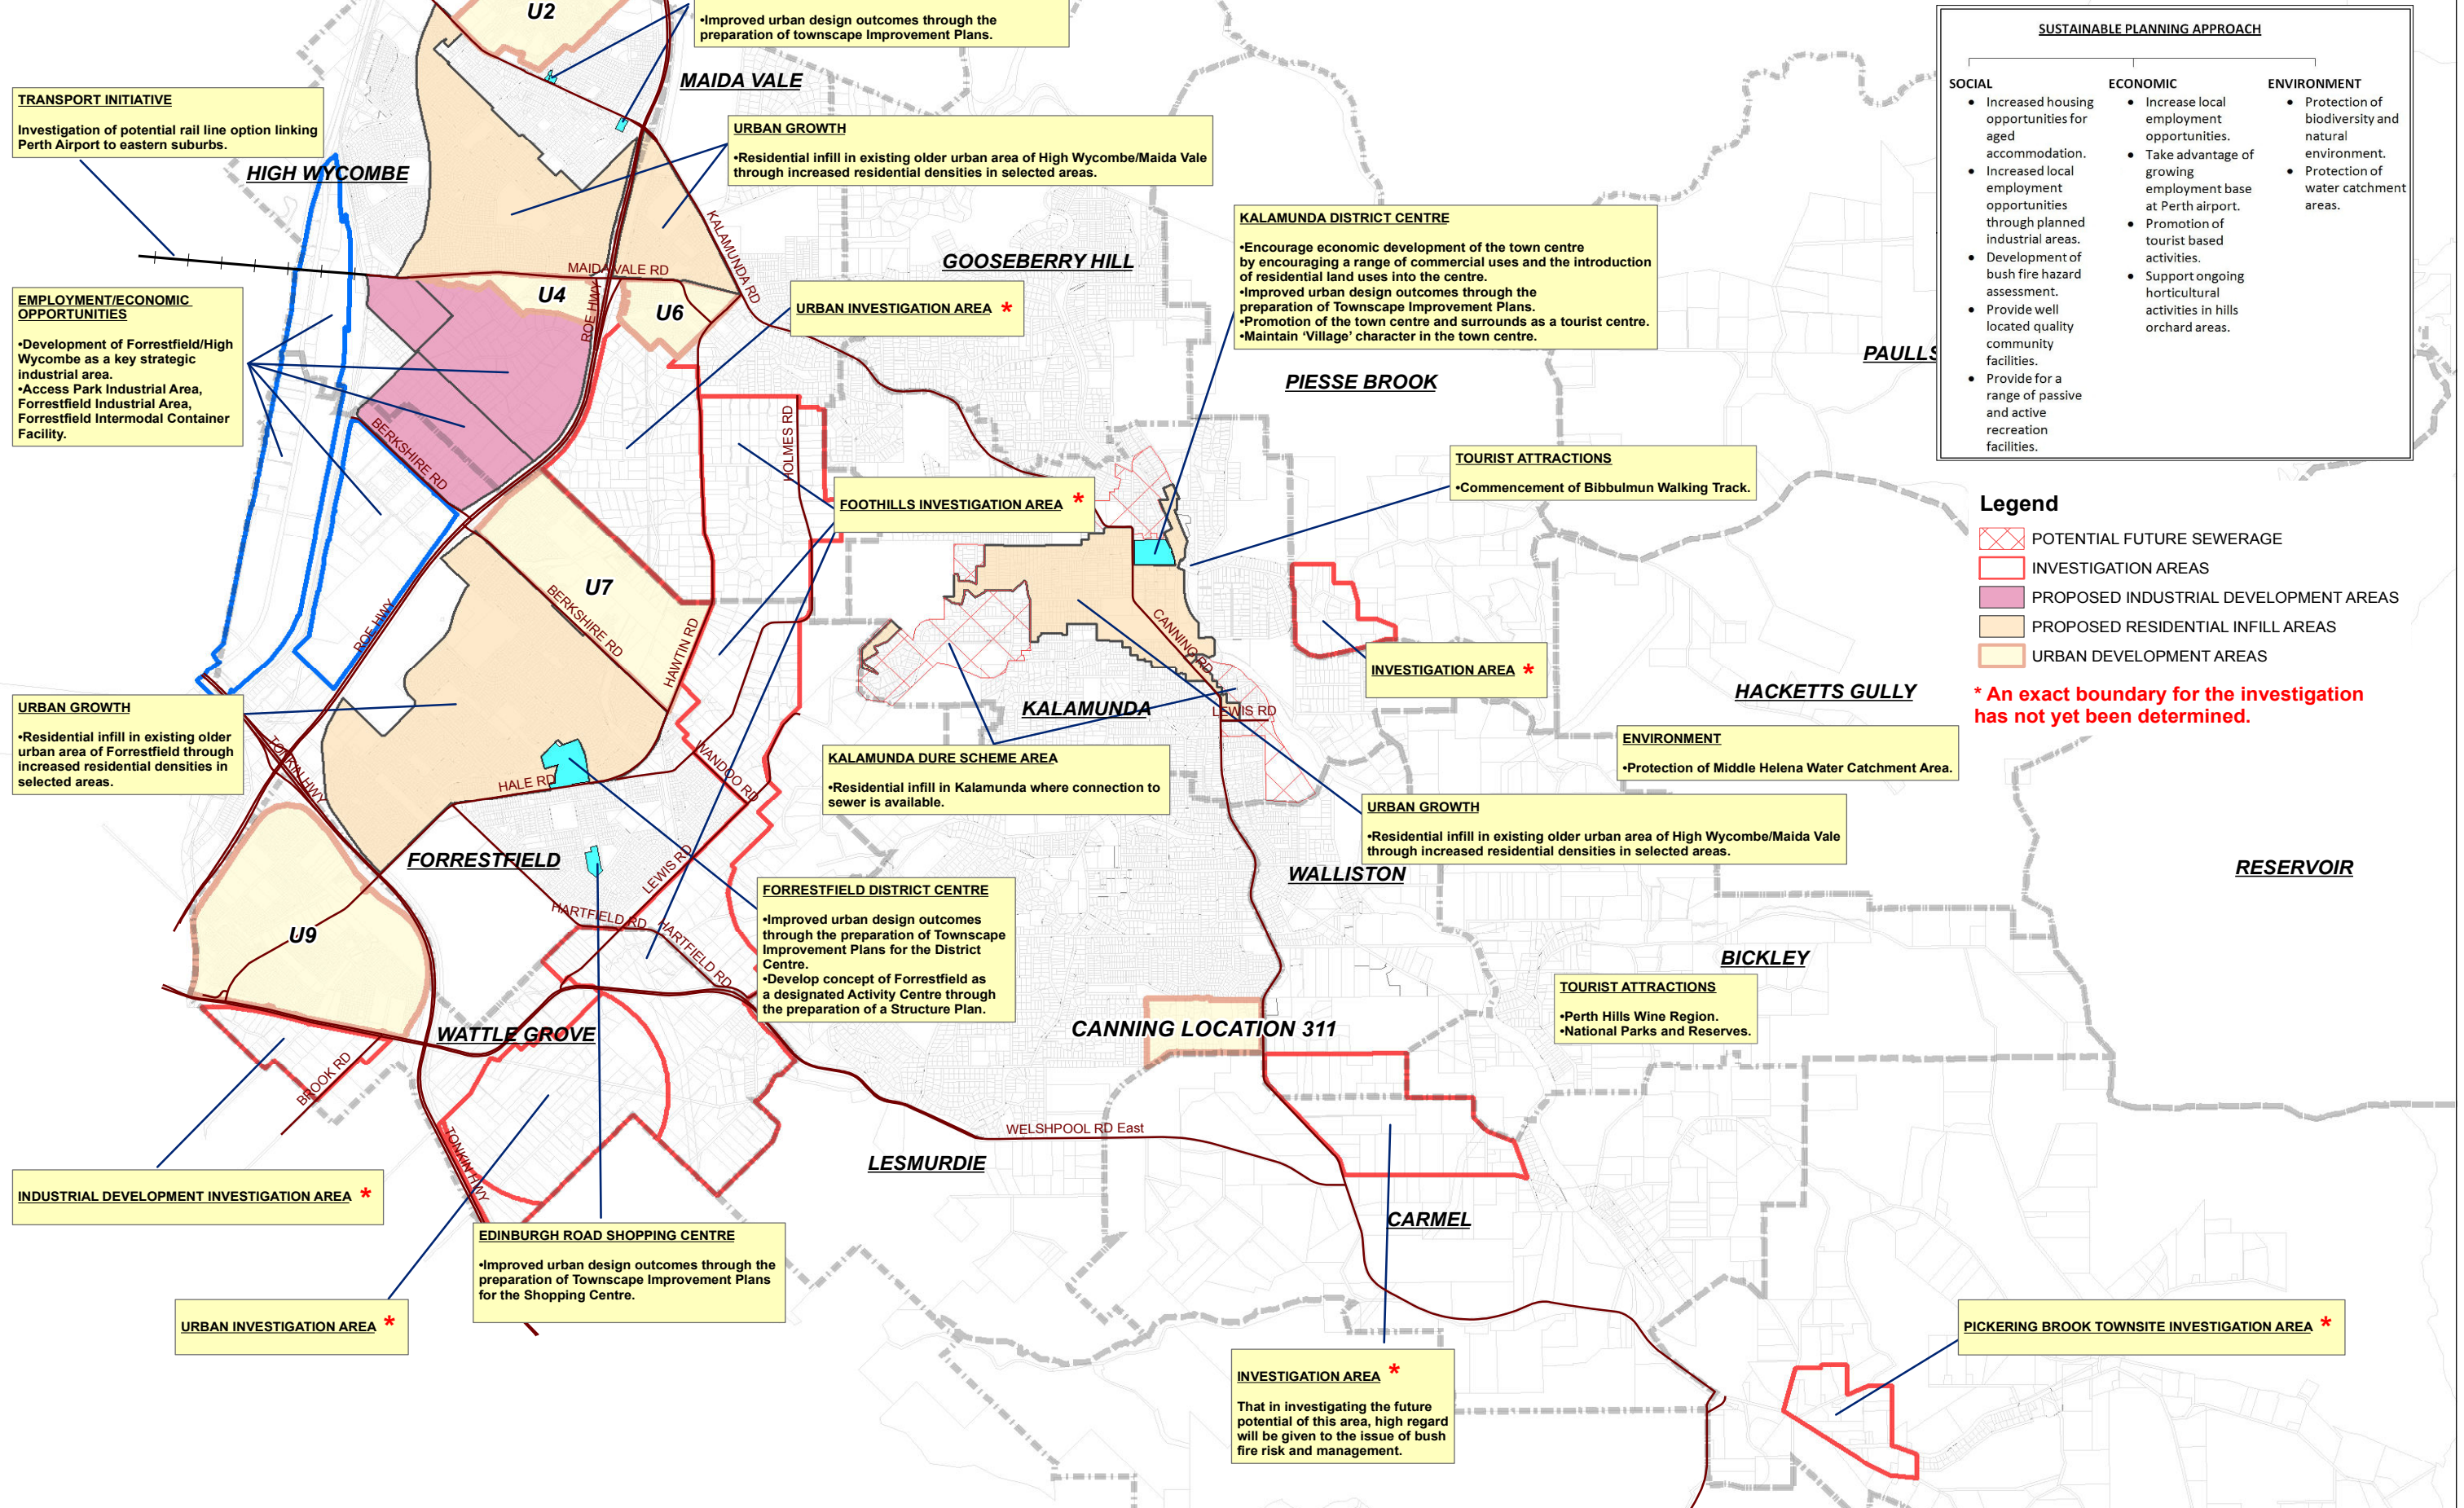 U2
•Improved urban design outcomes through the
preparation of townscape Improvement Plans.
MAIDA VALE
TRANSPORT INITIATIVE
Investigation of potential rail line option linking
Perth Airport to eastern suburbs.
HIGH WYCOMBE
URBAN GROWTH
•Residential infill in existing older urban area of High Wycombe/Maida Vale
through increased residential densities in selected areas.
KALAMUNDA RD
GOOSEBERRY HILL
MAIDA VALE RD
U4
U6
ROE HWY
EMPLOYMENT/ECONOMIC
OPPORTUNITIES
•Development of Forrestfield/High
Wycombe as a key strategic
industrial area.
•Access Park Industrial Area,
Forrestfield Industrial Area,
Forrestfield Intermodal Container
Facility.
URBAN INVESTIGATION AREA *
KALAMUNDA DISTRICT CENTRE
•Encourage economic development of the town centre
by encouraging a range of commercial uses and the introduction
of residential land uses into the centre.
•Improved urban design outcomes through the
preparation of Townscape Improvement Plans.
•Promotion of the town centre and surrounds as a tourist centre.
•Maintain ‘Village’ character in the town centre.
PIESSE BROOK
PAULLS
SUSTAINABLE PLANNING APPROACH
SOCIAL
• Increased housing
opportunities for
aged
accommodation.
• Increased local
employment
opportunities
through planned
industrial areas.
• Development of
bush fire hazard
assessment.
• Provide well
located quality
community
facilities.
• Provide for a
range of passive
and active
recreation
facilities.
ECONOMIC
• Increase local
employment
opportunities.
• Take advantage of
growing
employment base
at Perth airport.
• Promotion of
tourist based
activities.
• Support ongoing
horticultural
activities in hills
orchard areas.
ENVIRONMENT
• Protection of
biodiversity and
natural
environment.
• Protection of
water catchment
areas.
Legend
POTENTIAL FUTURE SEWERAGE
INVESTIGATION AREAS
PROPOSED INDUSTRIAL DEVELOPMENT AREAS
PROPOSED RESIDENTIAL INFILL AREAS
URBAN DEVELOPMENT AREAS
* An exact boundary for the investigation
has not yet been determined.
BERKSHIRE RD
HOLMES RD
FOOTHILLS INVESTIGATION AREA *
TOURIST ATTRACTIONS
•Commencement of Bibbulmun Walking Track.
U7
BERKSHIRE RD
HAWTIN RD
ROE HWY
CANNING RD
INVESTIGATION AREA *
HACKETTS GULLY
KALAMUNDA
LEWIS RD
URBAN GROWTH
•Residential infill in existing older
urban area of Forrestfield through
increased residential densities in
selected areas.
TONKIN HWY
HALE RD
WANDOO RD
KALAMUNDA DURE SCHEME AREA
•Residential infill in Kalamunda where connection to
sewer is available.
ENVIRONMENT
•Protection of Middle Helena Water Catchment Area.
URBAN GROWTH
•Residential infill in existing older urban area of High Wycombe/Maida Vale
through increased residential densities in selected areas.
FORRESTFIELD
LEWIS RD
WALLISTON
RESERVOIR
FORRESTFIELD DISTRICT CENTRE
•Improved urban design outcomes
through the preparation of Townscape
Improvement Plans for the District
Centre.
•Develop concept of Forrestfield as
a designated Activity Centre through
the preparation of a Structure Plan.
HARTFIELD RD
HARTFIELD RD
U9
BICKLEY
TOURIST ATTRACTIONS
•Perth Hills Wine Region.
•National Parks and Reserves.
WATTLE GROVE
CANNING LOCATION 311
BROOK RD
TONKIN HWY
WELSHPOOL RD East
LESMURDIE
INDUSTRIAL DEVELOPMENT INVESTIGATION AREA *
CARMEL
EDINBURGH ROAD SHOPPING CENTRE
•Improved urban design outcomes through the
preparation of Townscape Improvement Plans
for the Shopping Centre.
URBAN INVESTIGATION AREA *
PICKERING BROOK TOWNSITE INVESTIGATION AREA *
INVESTIGATION AREA *
That in investigating the future
potential of this area, high regard
will be given to the issue of bush
fire risk and management.